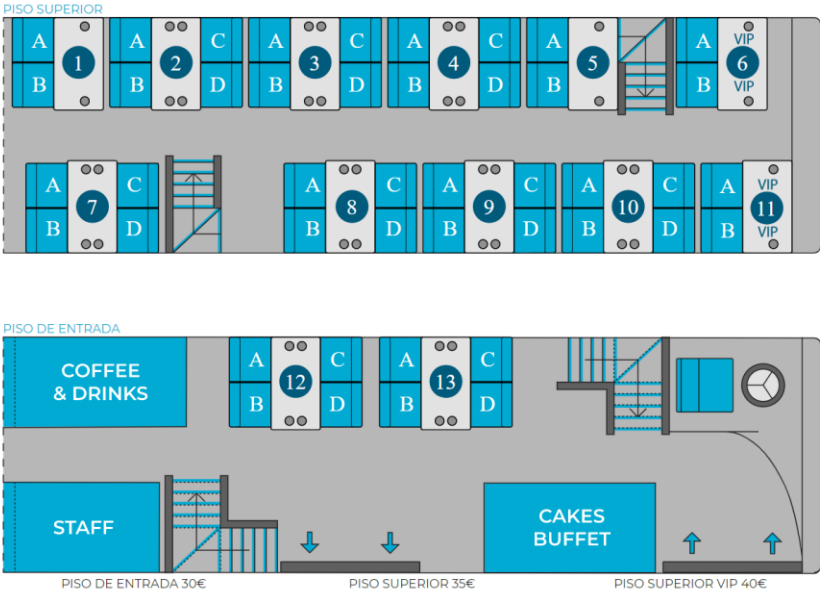 PISO SUPERIOR
A A C A C A C A A VIP
1 2 3 4 5 6
B B D B D B D B B VIP
A C A C A C A C A VIP
7 8 9 10 11
B D B D B D B D B VIP
PISO DE ENTRADA
COFFEE
& DRINKS
A C A C
12 13
B D B D
STAFF
CAKES
BUFFET
PISO DE ENTRADA 30€ PISO SUPERIOR 35€ PISO SUPERIOR VIP 40€